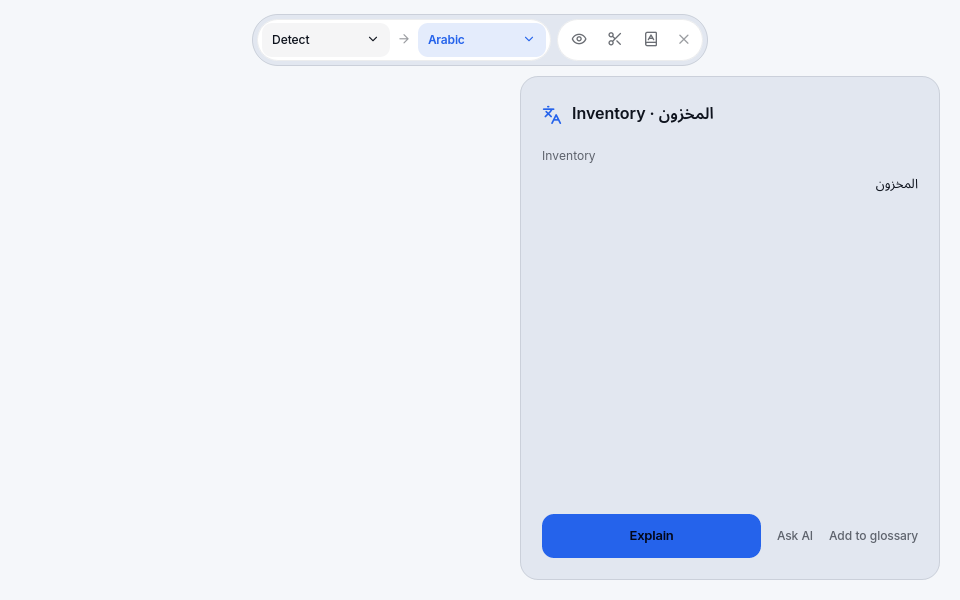 Detect
Arabic
Inventory · المخزون
Inventory
المخزون
Explain
Ask AI
Add to glossary